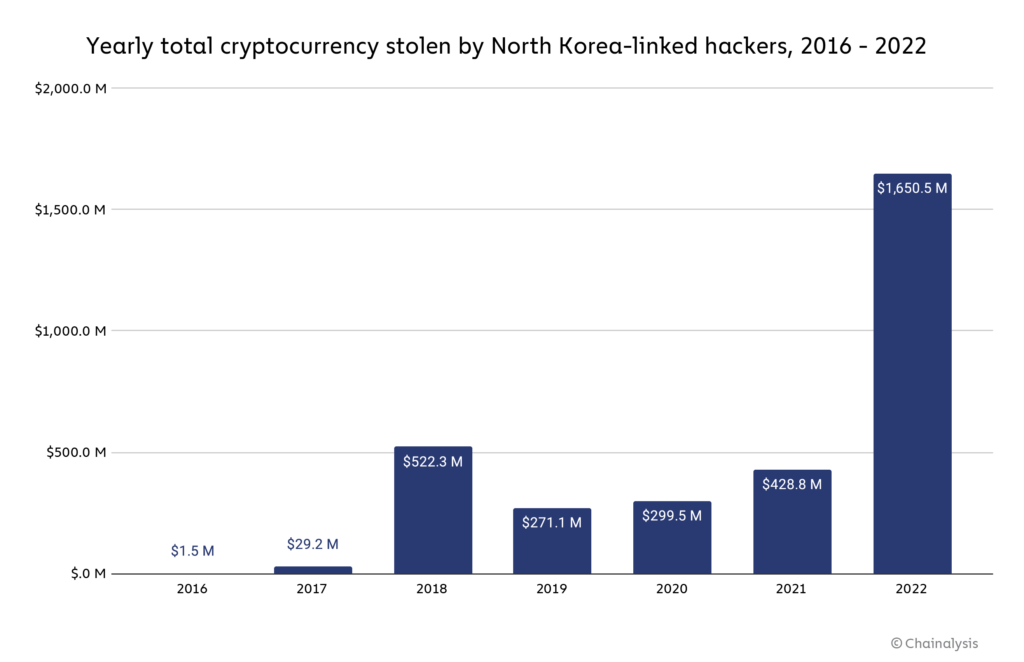 Yearly total cryptocurrency stolen by North Korea-linked hackers, 2016 - 2022
$2,000.0 M
$1,500.0 M
$1,000.0 M
$500.0 M
$.0 M
$1.5 M
$29.2 M
$522.3 M
$271.1 M
$299.5 M
$428.8 M
$1,650.5 M
2016 2017 2018 2019 2020 2021 2022
© Chainalysis